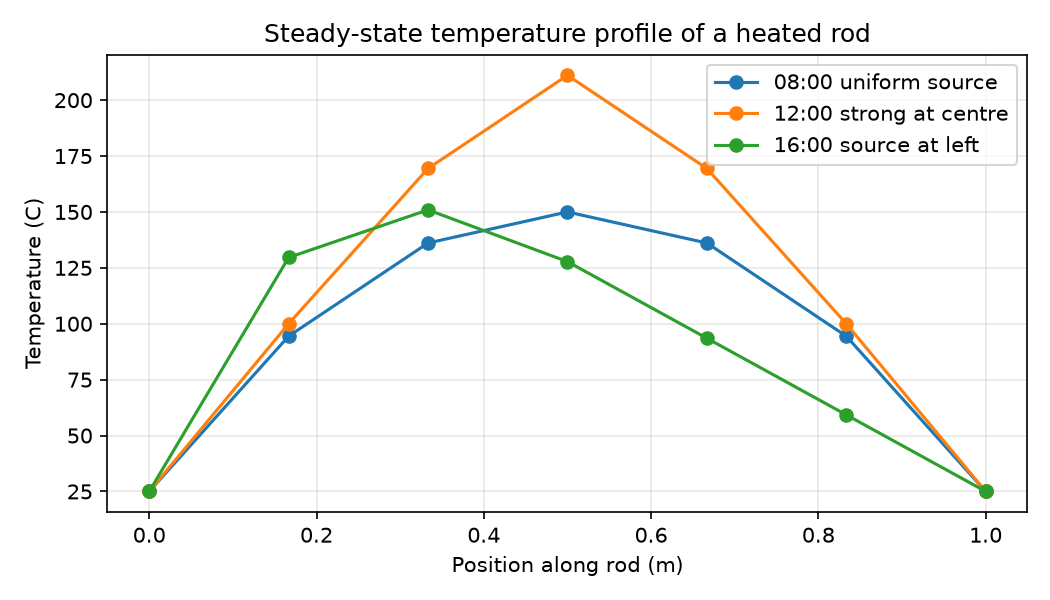 Steady-state temperature profile of a heated rod
08:00 uniform source
12:00 strong at centre
16:00 source at left
Temperature (C)
200
175
150
125
100
75
50
25
0.0 0.2 0.4 0.6 0.8 1.0
Position along rod (m)